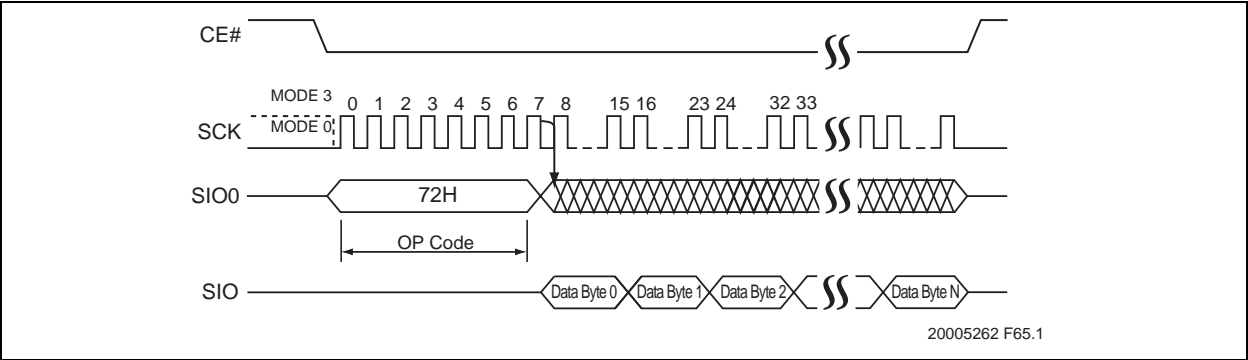 CE#
MODE 3
0 1 2 3 4 5 6 7 8 15 16 23 24 32 33
SCK
MODE 0
SIO0
72H
OP Code
SIO
Data Byte 0
Data Byte 1
Data Byte 2
Data Byte N
20005262 F65.1